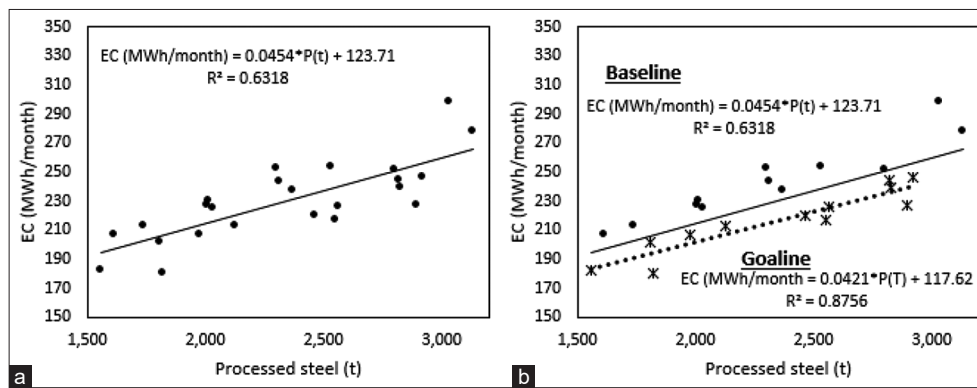 350
330
310
290
270
250
230
210
190
170
150
EC (MWh/month)
EC (MWh/month) = 0.0454*P(t) + 123.71
R² = 0.6318
1,500
2,000
2,500
3,000
Processed steel (t)
a
350
330
310
290
270
250
230
210
190
170
150
EC (MWh/month)
Baseline
EC (MWh/month) = 0.0454*P(t) + 123.71
R² = 0.6318
Goaline
EC (MWh/month = 0.0421*P(T) + 117.62
R² = 0.8756
1,500
2,000
2,500
3,000
Processed steel (t)
b